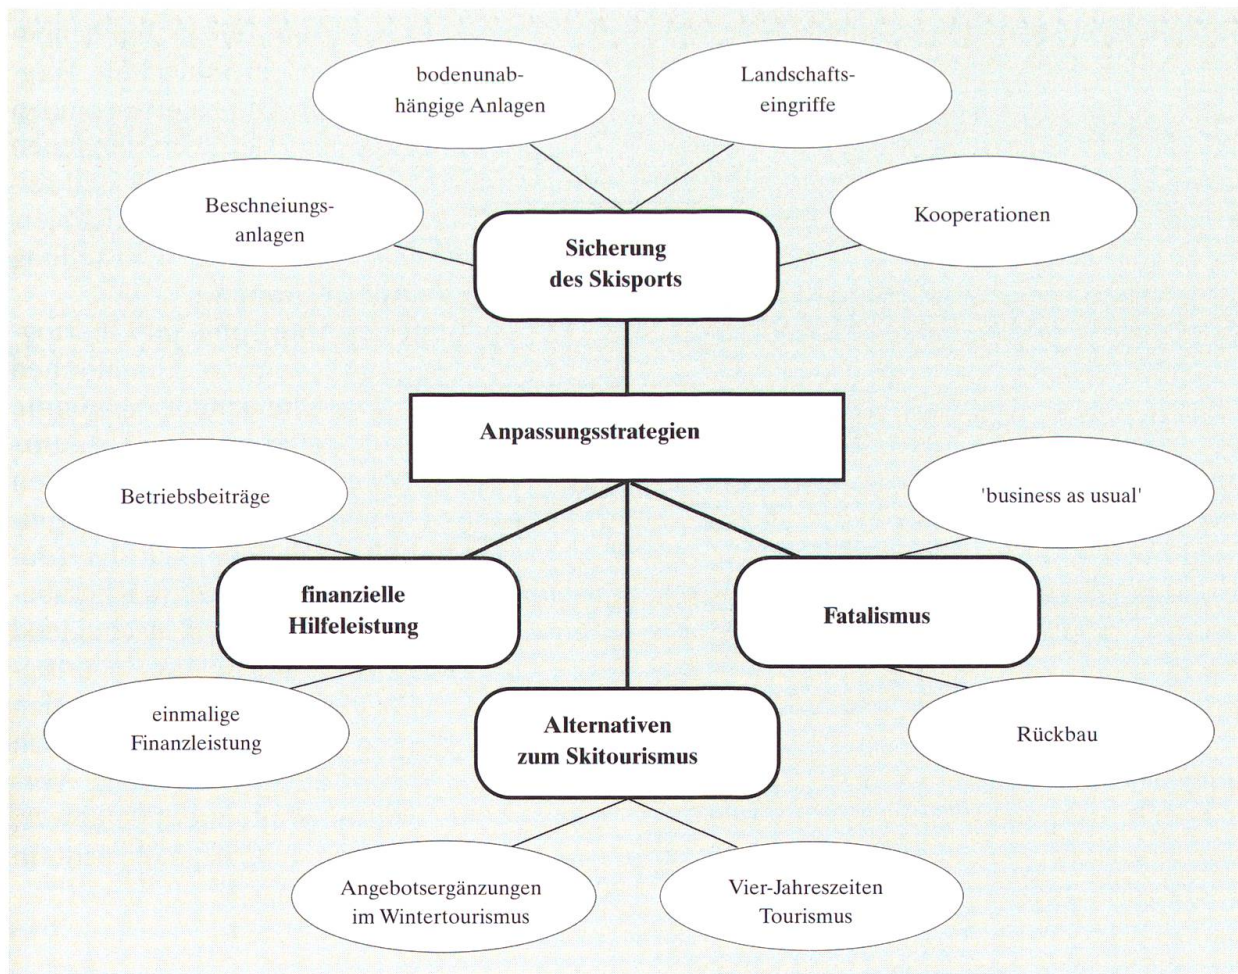 bodenunab-
hängige Anlagen
Landschafts-
eingriffe
Beschneiungs-
anlagen
Kooperationen
Sicherung
des Skisports
Anpassungsstrategien
Betriebsbeiträge
'business as usual'
finanzielle
Hilfeleistung
Fatalismus
einmalige
Finanzleistung
Alternativen
zum Skitourismus
Rückbau
Angebotsergänzungen
im Wintertourismus
Vier-Jahreszeiten
Tourismus